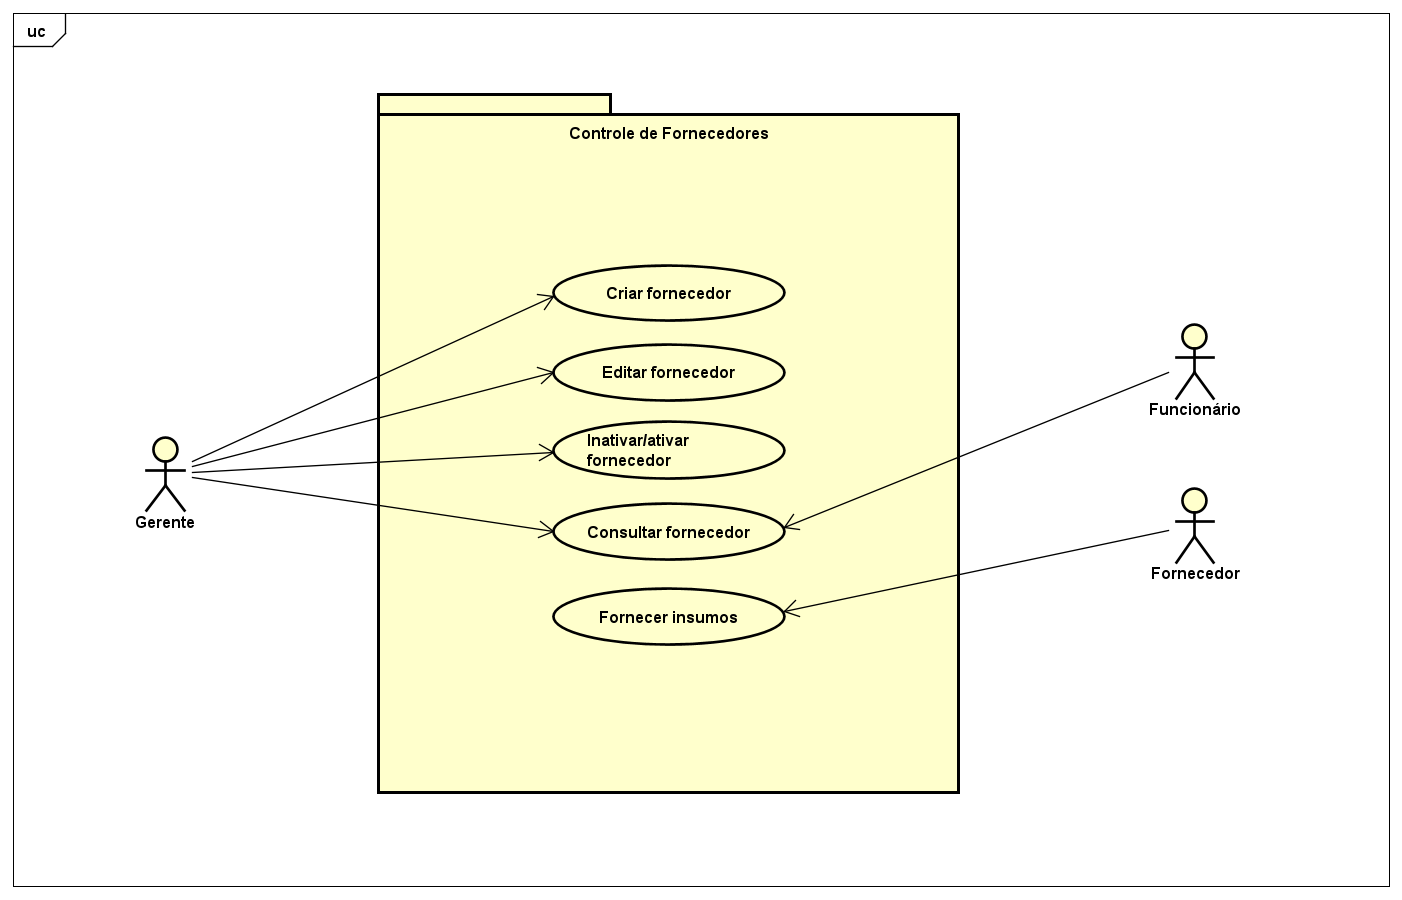 uc
Controle de Fornecedores
Criar fornecedor
Editar fornecedor
Inativar/ativar
fornecedor
Consultar fornecedor
Fornecer insumos
Gerente
Funcionário
Fornecedor